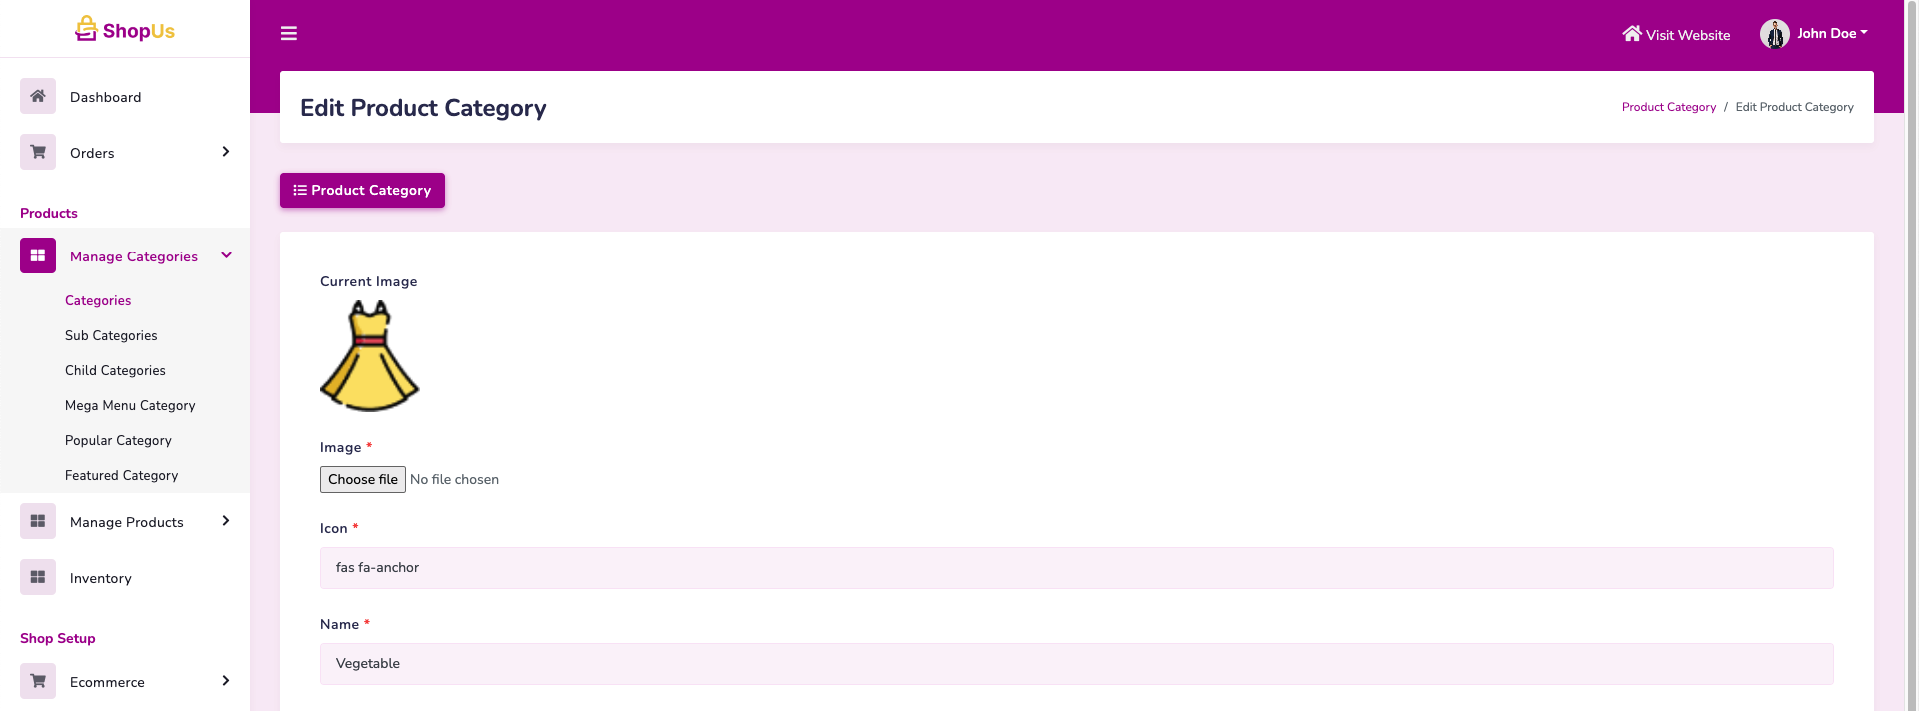 ShopUs
Visit Website
John Doe
Dashboard
Orders
Products
Manage Categories
Categories
Sub Categories
Child Categories
Mega Menu Category
Popular Category
Featured Category
Manage Products
Inventory
Shop Setup
Ecommerce
Edit Product Category
Product Category / Edit Product Category
Product Category
Current Image
Image *
Choose file No file chosen
Icon *
fas fa-anchor
Name *
Vegetable